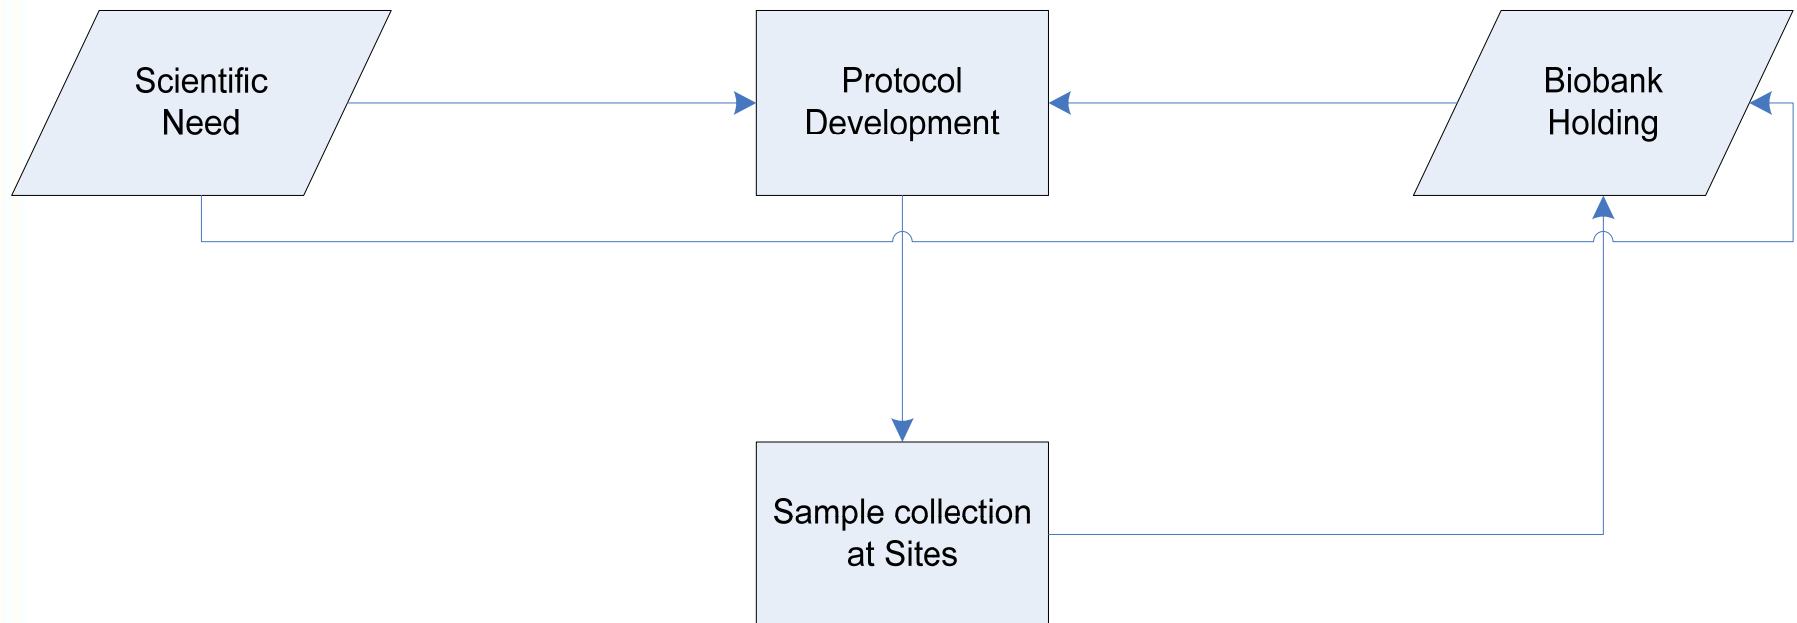 Scientific
Need
Protocol
Development
Biobank
Holding
Sample collection
at Sites